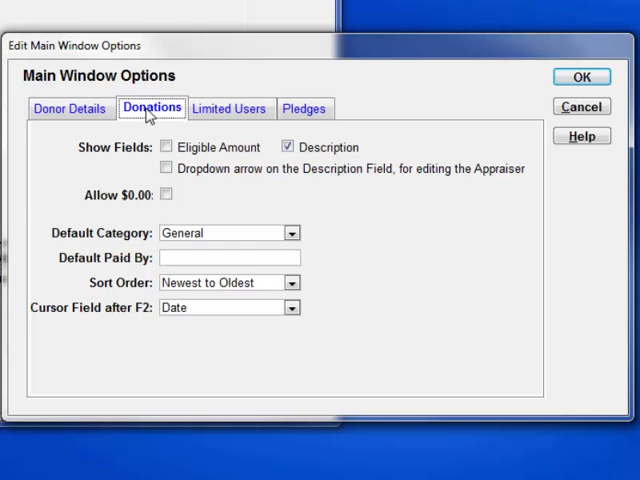 Edit Main Window Options
Main Window Options
OK
Donor Details Donations Limited Users Pledges
Cancel
Help
Show Fields: Eligible Amount Description
Dropdown arrow on the Description Field, for editing the Appraiser
Allow $0.00:
Default Category: General
Default Paid By:
Sort Order: Newest to Oldest
Cursor Field after F2: Date